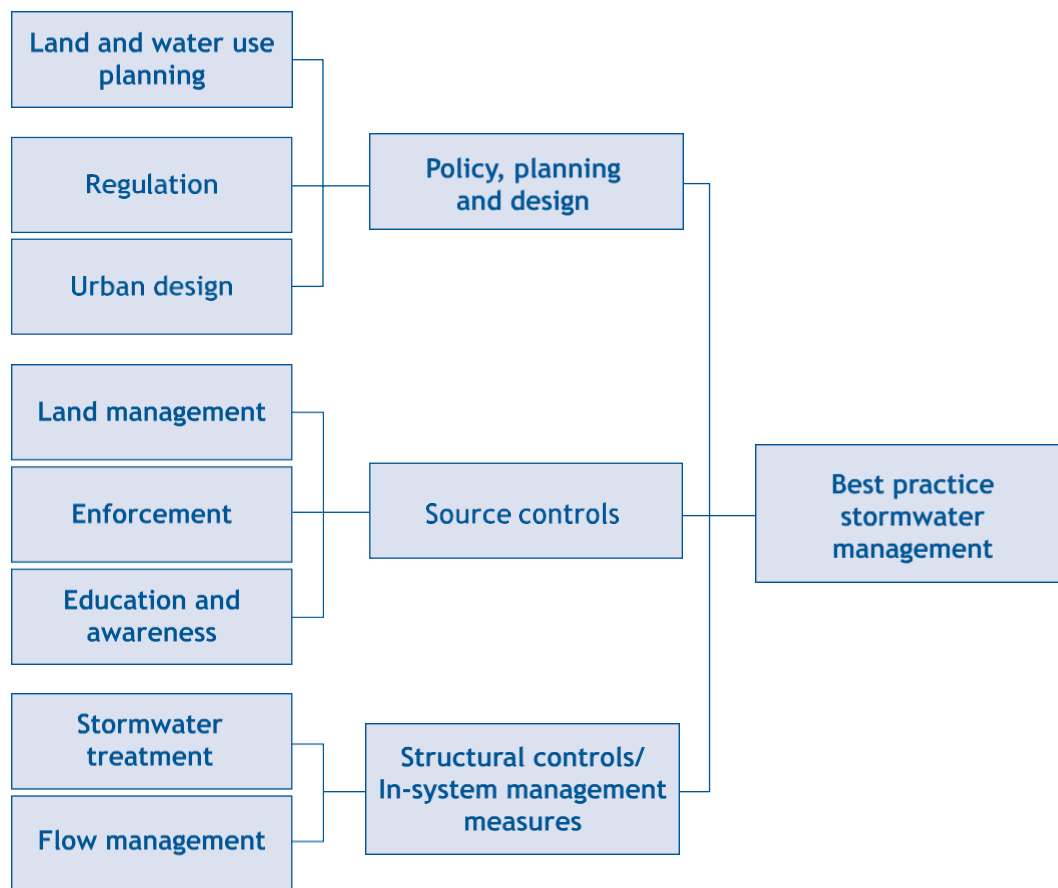 Land and water use
planning
Regulation
Urban design
Policy, planning
and design
Land management
Enforcement
Education and
awareness
Source controls
Stormwater
treatment
Flow management
Structural controls/
In-system management
measures
Best practice
stormwater
management